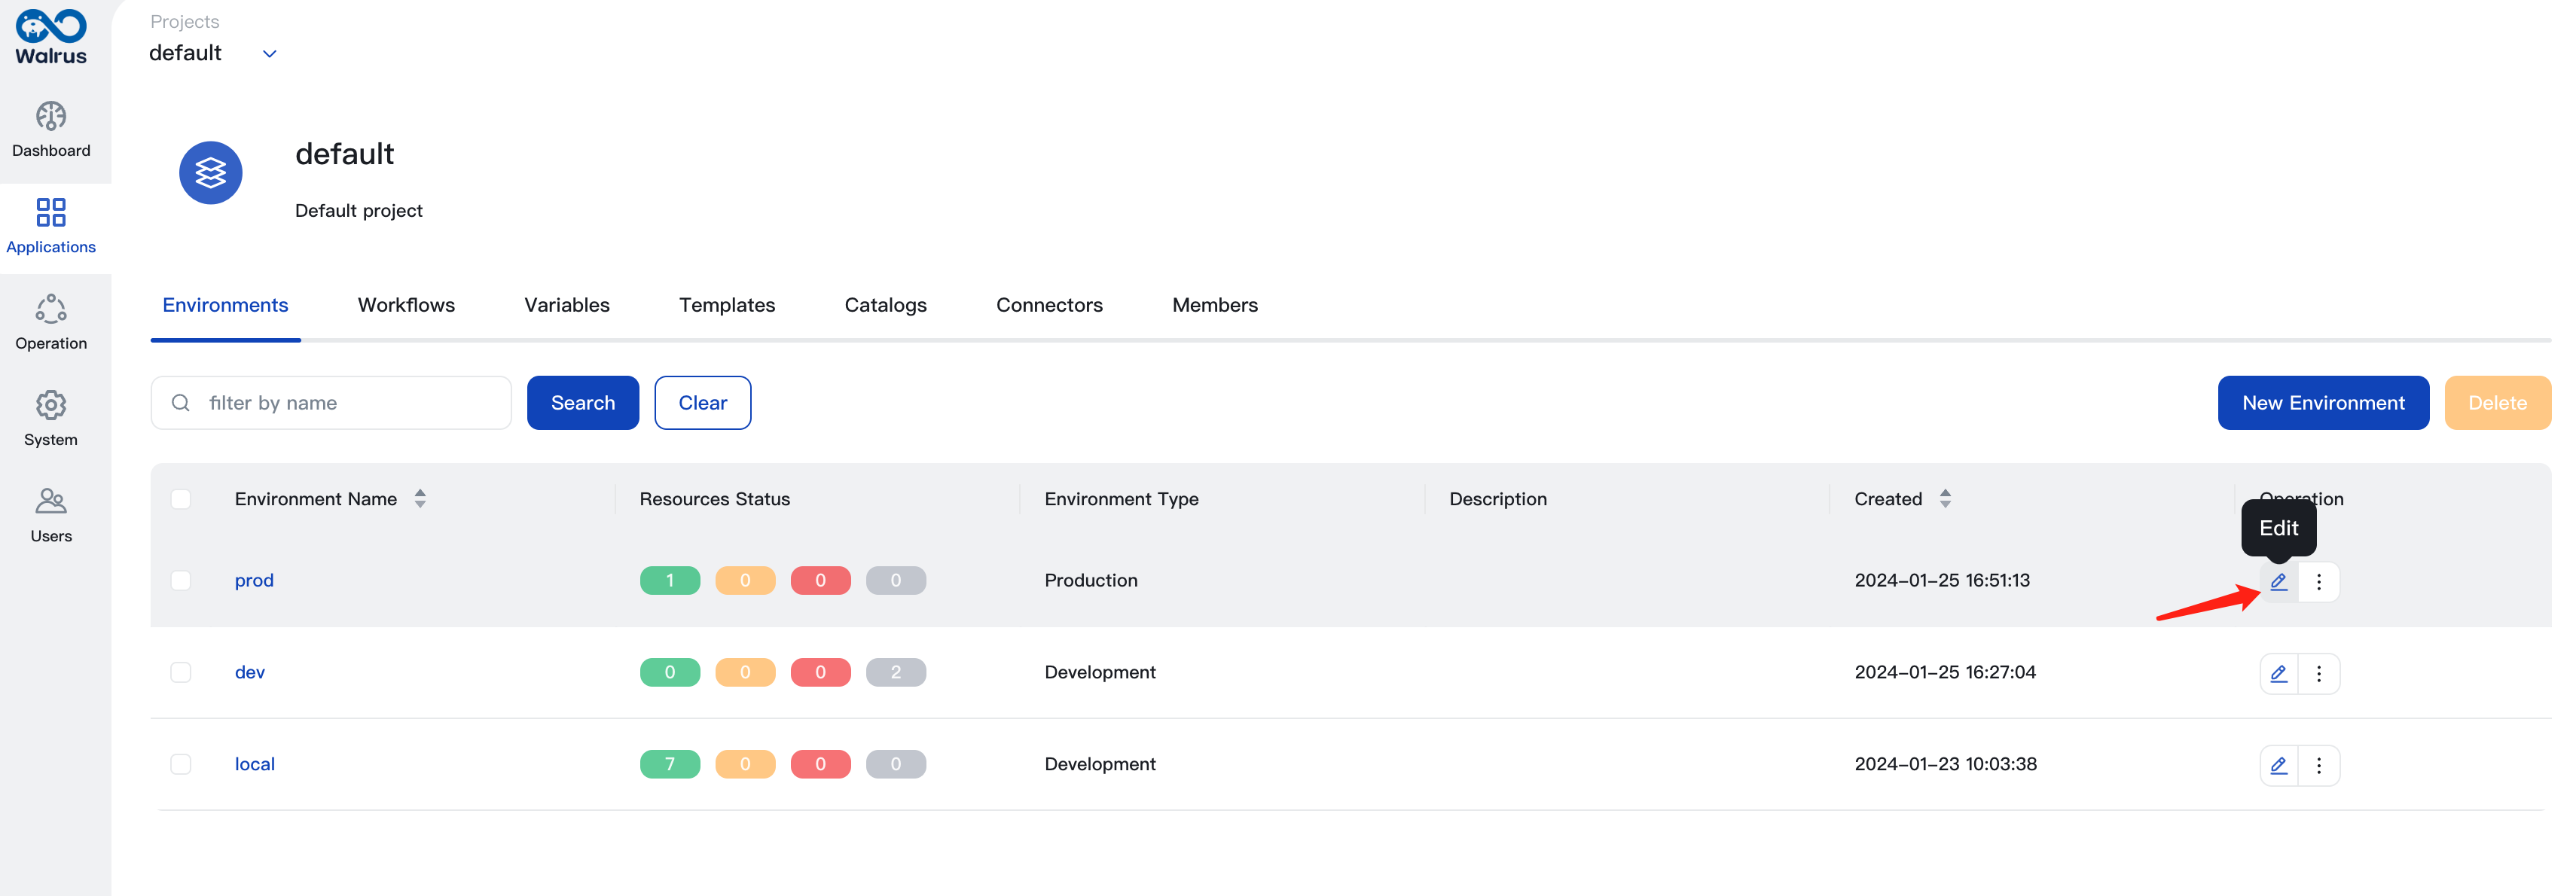 Walrus
Projects
default
Dashboard
Applications
Operation
System
Users
default
Default project
Environments Workflows Variables Templates Catalogs Connectors Members
filter by name Search Clear New Environment Delete
Environment Name Resources Status Environment Type Description Created Operation
Edit
prod 1 0 0 0 Production 2024-01-25 16:51:13
dev 0 0 0 2 Development 2024-01-25 16:27:04
local 7 0 0 0 Development 2024-01-23 10:03:38